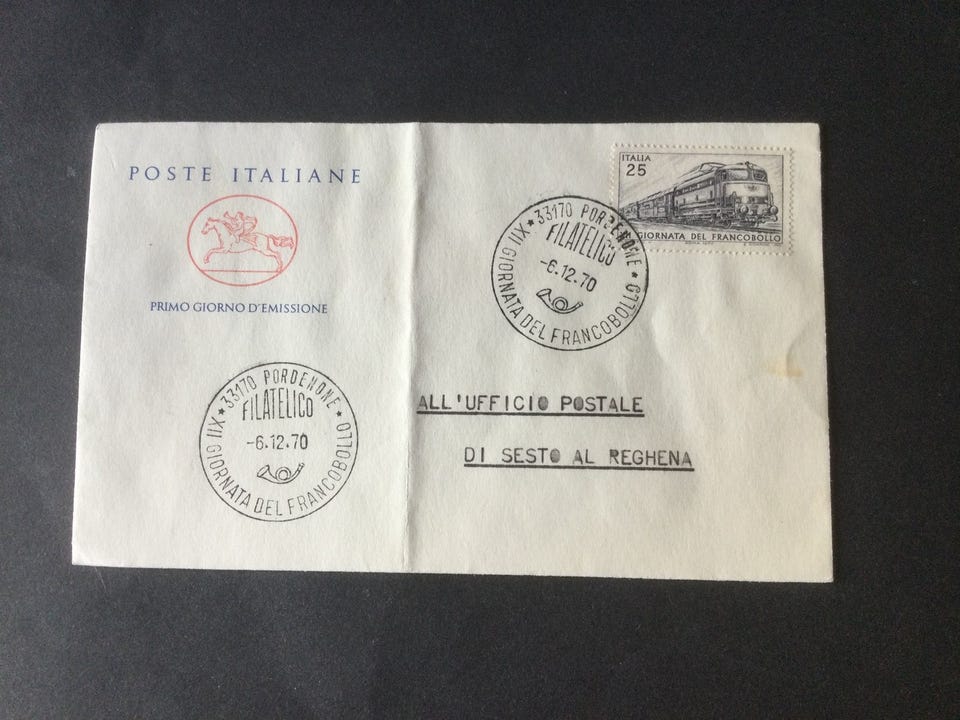 POSTE ITALIANE
PRIMO GIORNO D'EMISSIONE
ITALIA
25
GIORNATA DEL FRANCOBOLLO
33170 PORDENONE
FILATELICO
-6.12.70
XII GIORNATA DEL FRANCOBOLLO
ALL'UFFICIO POSTALE
DI SESTO AL REGHENA
33170 PORDENONE
FILATELICO
-6.12.70
XII GIORNATA DEL FRANCOBOLLO